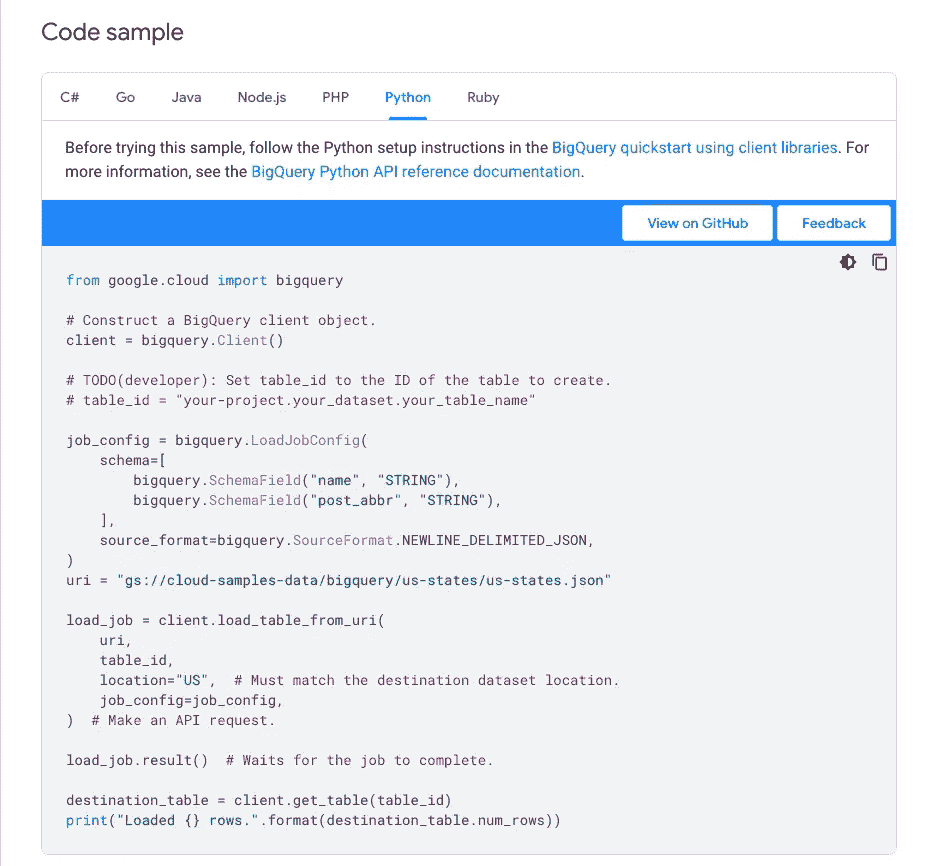 Code sample
C# Go Java Node.js PHP Python Ruby
Before trying this sample, follow the Python setup instructions in the BigQuery quickstart using client libraries. For
more information, see the BigQuery Python API reference documentation.
View on GitHub Feedback
from google.cloud import bigquery
# Construct a BigQuery client object.
client = bigquery.Client()
# TODO(developer): Set table_id to the ID of the table to create.
# table_id = "your-project.your_dataset.your_table_name"
job_config = bigquery.LoadJobConfig(
    schema=[
        bigquery.SchemaField("name", "STRING"),
        bigquery.SchemaField("post_abbr", "STRING"),
    ],
    source_format=bigquery.SourceFormat.NEWLINE_DELIMITED_JSON,
)
uri = "gs://cloud-samples-data/bigquery/us-states/us-states.json"
load_job = client.load_table_from_uri(
    uri,
    table_id,
    location="US",  # Must match the destination dataset location.
    job_config=job_config,
)  # Make an API request.
load_job.result()  # Waits for the job to complete.
destination_table = client.get_table(table_id)
print("Loaded {} rows.".format(destination_table.num_rows))